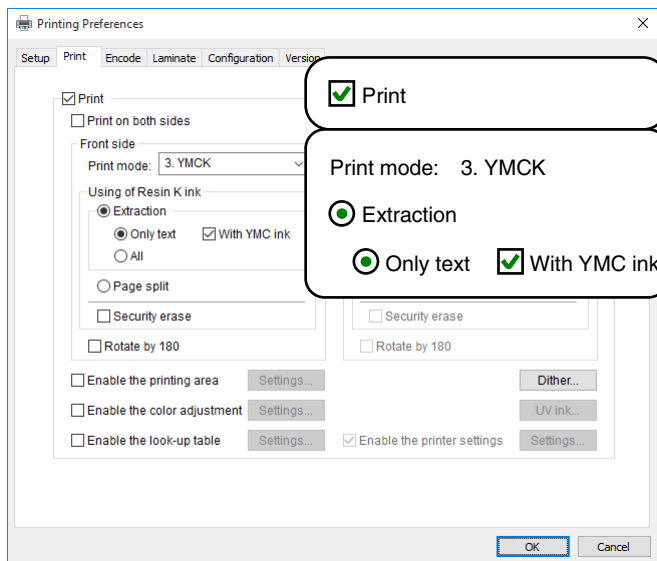 Printing Preferences
Setup Print Encode Laminate Configuration Version
Print
Print on both sides
Front side
Print mode: 3. YMCK
Using of Resin K ink
Extraction
Only text With YMC ink
All
Page split
Security erase
Rotate by 180
Print
Print mode: 3. YMCK
Extraction
Only text With YMC ink
Security erase
Rotate by 180
Enable the printing area Settings... Dither...
Enable the color adjustment Settings... UV ink...
Enable the look-up table Settings... Enable the printer settings Settings...
OK Cancel